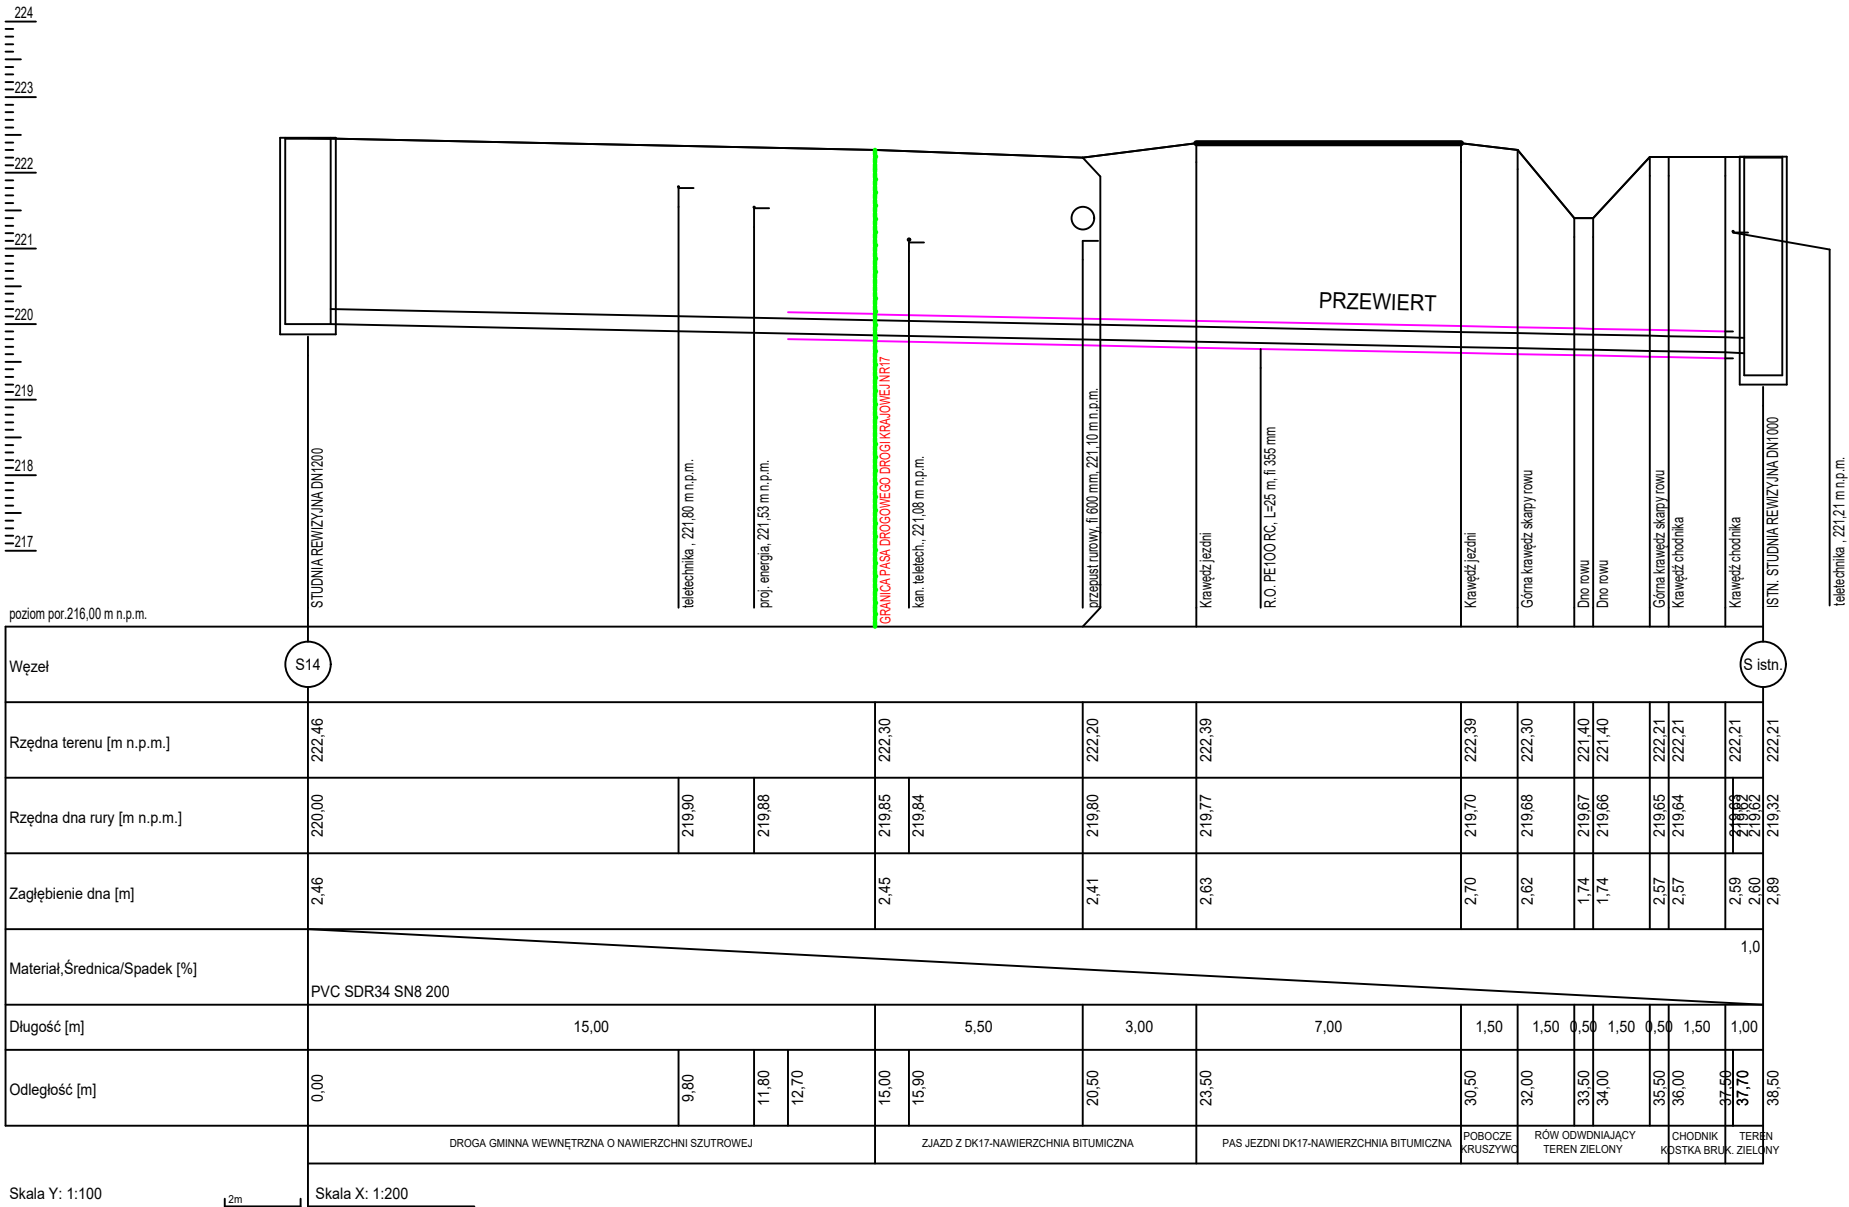 224
223
222
221
220
219
218
217
poziom por.216,00 m n.p.m.
PRZEWIERT
STUDNIA REWIZYJNA DN1200
teletechnika , 221,80 m n.p.m.
proj. energia, 221,53 m n.p.m.
GRANICA PASA DROGOWEGO DROGI KRAJOWEJ NR17
kan. teletech., 221,08 m n.p.m.
przepust rurowy, fi 600 mm, 221,10 m n.p.m.
Krawędź jezdni
R.O. PE100 RC, L=25 m, fi 355 mm
Krawędź jezdni
Górna krawędz skarpy rowu
Dno rowu
Dno rowu
Górna krawędz skarpy rowu
Krawędź chodnika
Krawędź chodnika
ISTN. STUDNIA REWIZYJNA DN1000
teletechnika , 221,21 m n.p.m.
Węzeł
S14
S istn.
Rzędna terenu [m n.p.m.]
222,46
222,30
222,20
222,39
222,39
222,30
221,40
221,40
222,21
222,21
222,21
222,21
Rzędna dna rury [m n.p.m.]
220,00
219,90
219,88
219,85
219,84
219,80
219,77
219,70
219,68
219,67
219,66
219,65
219,64
219,62
219,32
Zagłębienie dna [m]
2,46
2,45
2,41
2,63
2,70
2,62
1,74
1,74
2,57
2,57
2,59
2,60
2,89
Materiał,Średnica/Spadek [%]
PVC SDR34 SN8 200
1,0
Długość [m]
15,00
5,50
3,00
7,00
1,50
1,50
0,50
1,50
0,50
1,50
1,00
Odległość [m]
0,00
9,80
11,80
12,70
15,00
15,90
20,50
23,50
30,50
32,00
33,50
34,00
35,50
36,00
37,50
37,70
38,50
DROGA GMINNA WEWNĘTRZNA O NAWIERZCHNI SZUTROWEJ
ZJAZD Z DK17-NAWIERZCHNIA BITUMICZNA
PAS JEZDNI DK17-NAWIERZCHNIA BITUMICZNA
POBOCZE
KRUSZYWO
RÓW ODWDNIAJĄCY
TEREN ZIELONY
CHODNIK
KOSTKA BRUK.
TEREN
ZIELONY
Skala Y: 1:100
2m
Skala X: 1:200